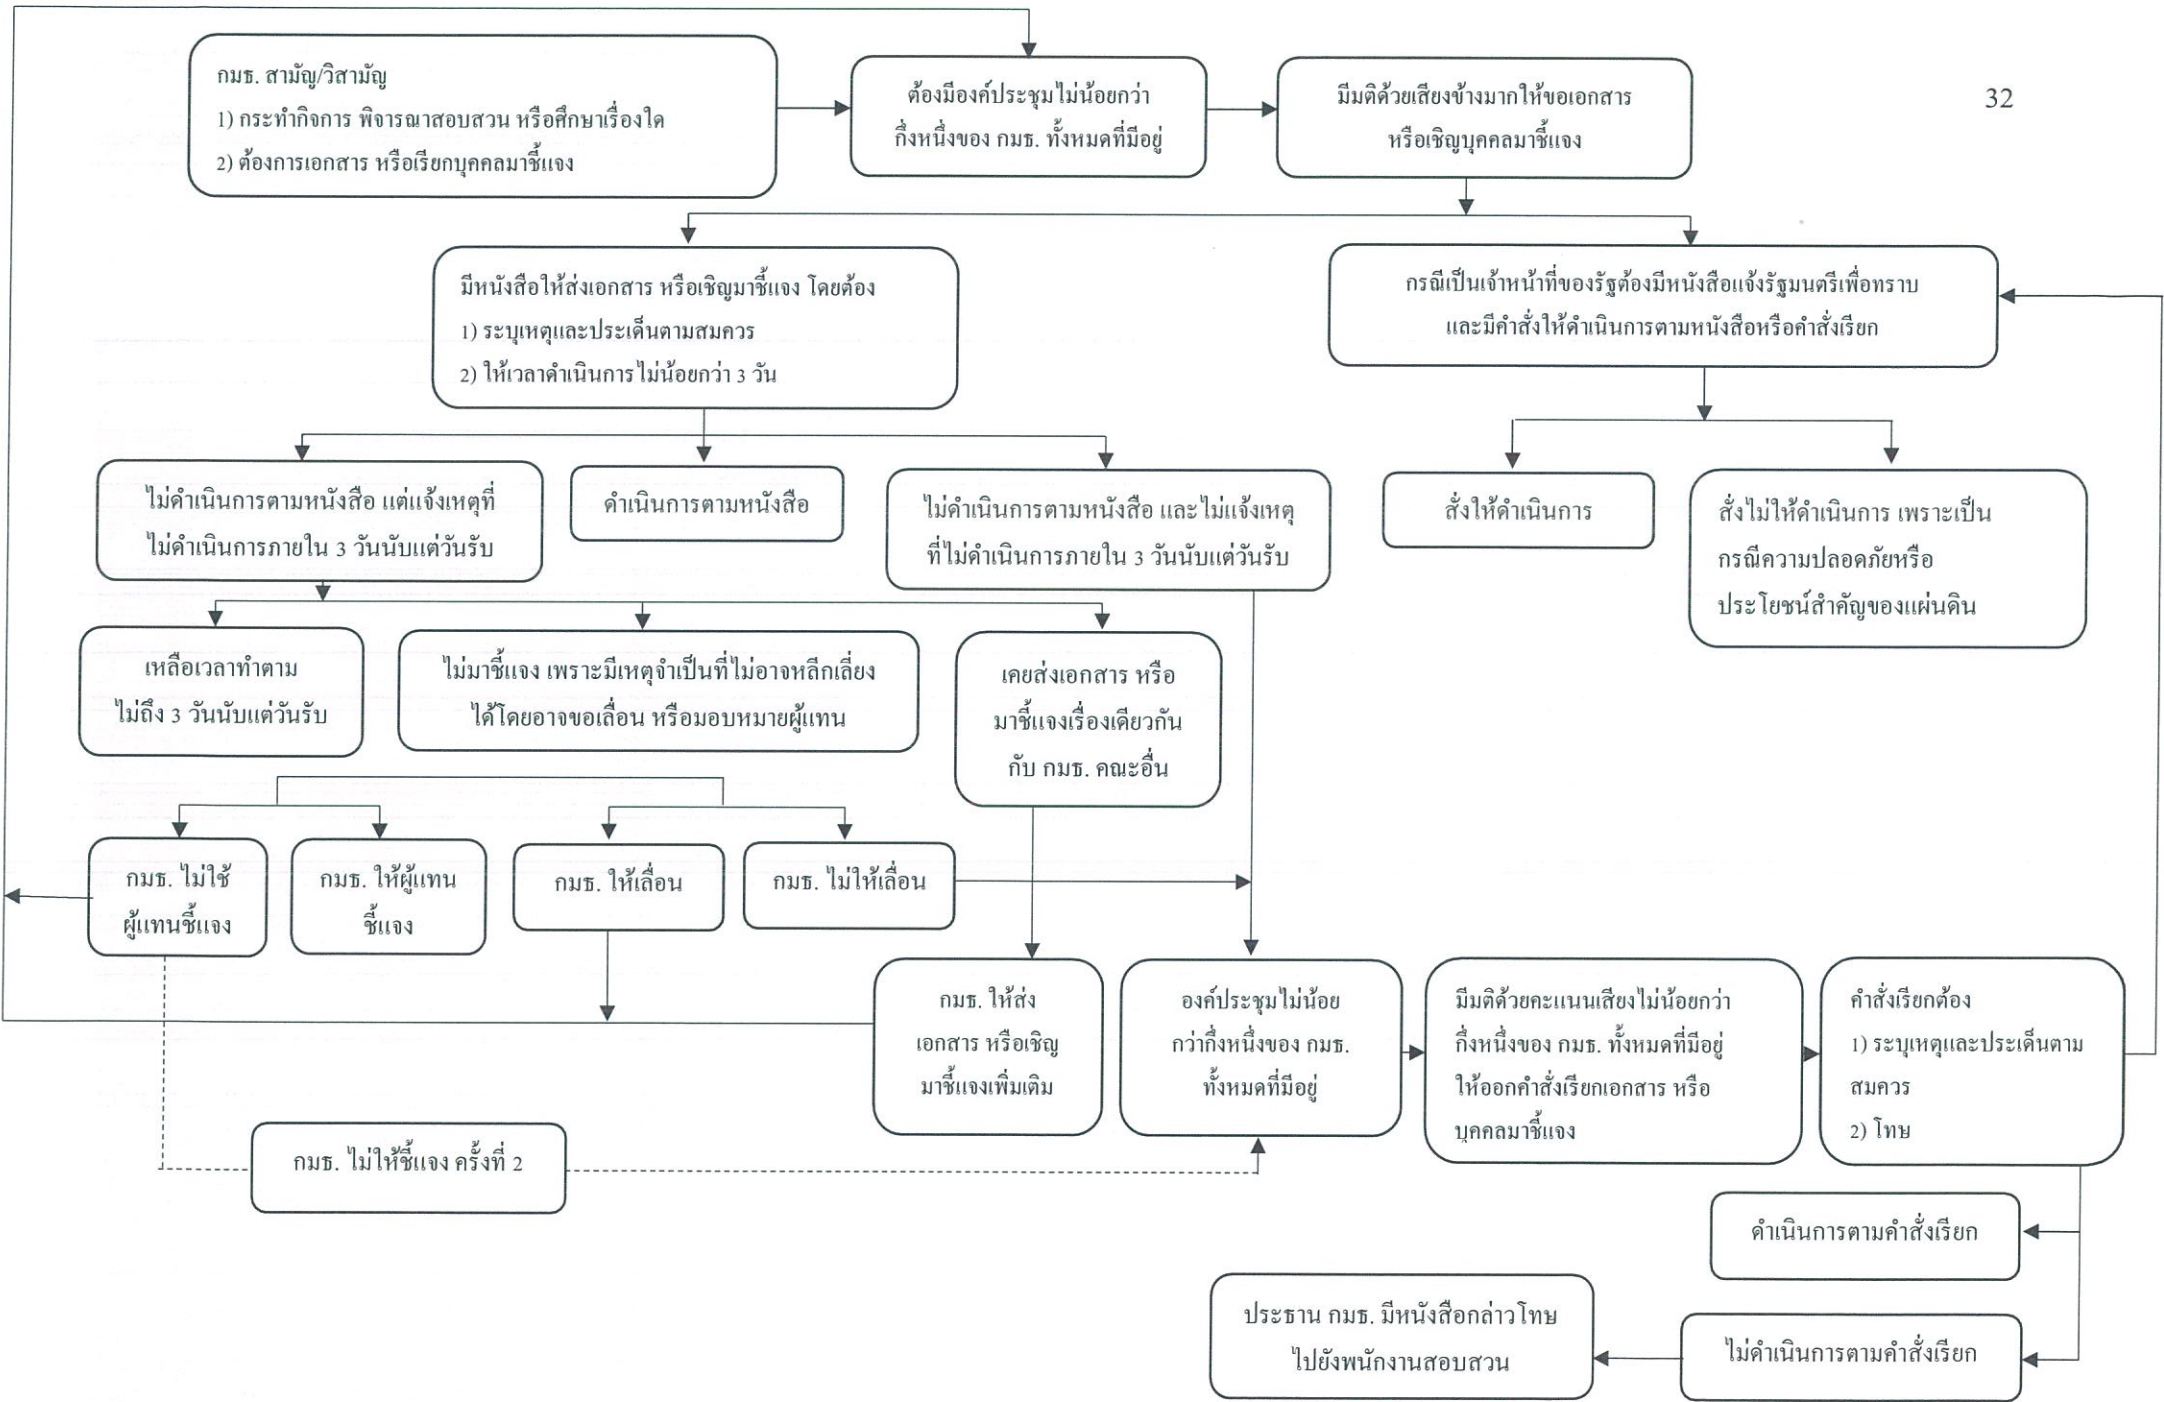 32
กมธ. สามัญ/วิสามัญ
1) กระทำกิจการ พิจารณาสอบสวน หรือศึกษาเรื่องใด
2) ต้องการเอกสาร หรือเรียกบุคคลมาชี้แจง
ต้องมีองค์ประชุมไม่น้อยกว่า
กึ่งหนึ่งของ กมธ. ทั้งหมดที่มีอยู่
มีมติด้วยเสียงข้างมากให้ขอเอกสาร
หรือเชิญบุคคลมาชี้แจง
มีหนังสือให้ส่งเอกสาร หรือเชิญมาชี้แจง โดยต้อง
1) ระบุเหตุและประเด็นตามสมควร
2) ให้เวลาดำเนินการไม่น้อยกว่า 3 วัน
กรณีเป็นเจ้าหน้าที่ของรัฐต้องมีหนังสือแจ้งรัฐมนตรีเพื่อทราบ
และมีคำสั่งให้ดำเนินการตามหนังสือหรือคำสั่งเรียก
ไม่ดำเนินการตามหนังสือ แต่แจ้งเหตุที่
ไม่ดำเนินการภายใน 3 วันนับแต่วันรับ
ดำเนินการตามหนังสือ
ไม่ดำเนินการตามหนังสือ และไม่แจ้งเหตุ
ที่ไม่ดำเนินการภายใน 3 วันนับแต่วันรับ
สั่งให้ดำเนินการ
สั่งไม่ให้ดำเนินการ เพราะเป็น
กรณีความปลอดภัยหรือ
ประโยชน์สำคัญของแผ่นดิน
เหลือเวลาทำตาม
ไม่ถึง 3 วันนับแต่วันรับ
ไม่มาชี้แจง เพราะมีเหตุจำเป็นที่ไม่อาจหลีกเลี่ยง
ได้โดยอาจขอเลื่อน หรือมอบหมายผู้แทน
เคยส่งเอกสาร หรือ
มาชี้แจงเรื่องเดียวกัน
กับ กมธ. คณะอื่น
กมธ. ไม่ใช้
ผู้แทนชี้แจง
กมธ. ให้ผู้แทน
ชี้แจง
กมธ. ให้เลื่อน
กมธ. ไม่ให้เลื่อน
กมธ. ให้ส่ง
เอกสาร หรือเชิญ
มาชี้แจงเพิ่มเติม
องค์ประชุมไม่น้อย
กว่ากึ่งหนึ่งของ กมธ.
ทั้งหมดที่มีอยู่
มีมติด้วยคะแนนเสียงไม่น้อยกว่า
กึ่งหนึ่งของ กมธ. ทั้งหมดที่มีอยู่
ให้ออกคำสั่งเรียกเอกสาร หรือ
บุคคลมาชี้แจง
คำสั่งเรียกต้อง
1) ระบุเหตุและประเด็นตาม
สมควร
2) โทษ
กมธ. ไม่ให้ชี้แจง ครั้งที่ 2
ดำเนินการตามคำสั่งเรียก
ประธาน กมธ. มีหนังสือกล่าวโทษ
ไปยังพนักงานสอบสวน
ไม่ดำเนินการตามคำสั่งเรียก